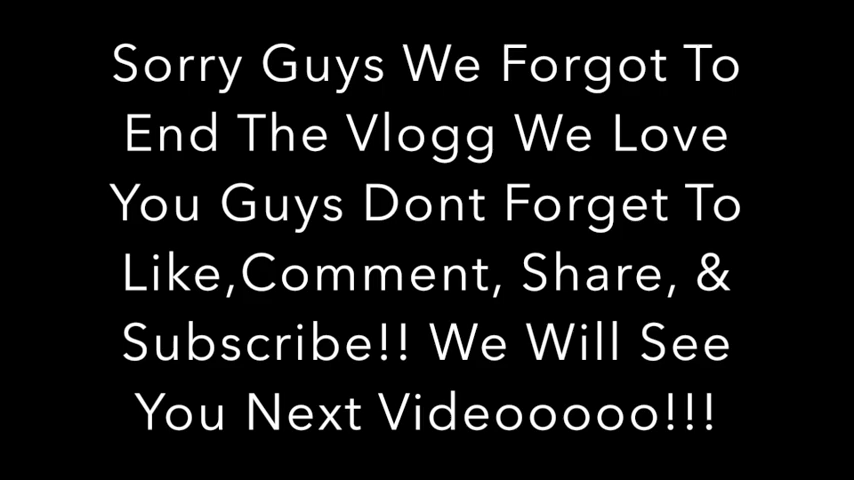 Sorry Guys We Forgot To
End The Vlogg We Love
You Guys Dont Forget To
Like,Comment, Share, &
Subscribe!! We Will See
You Next Videooooo!!!